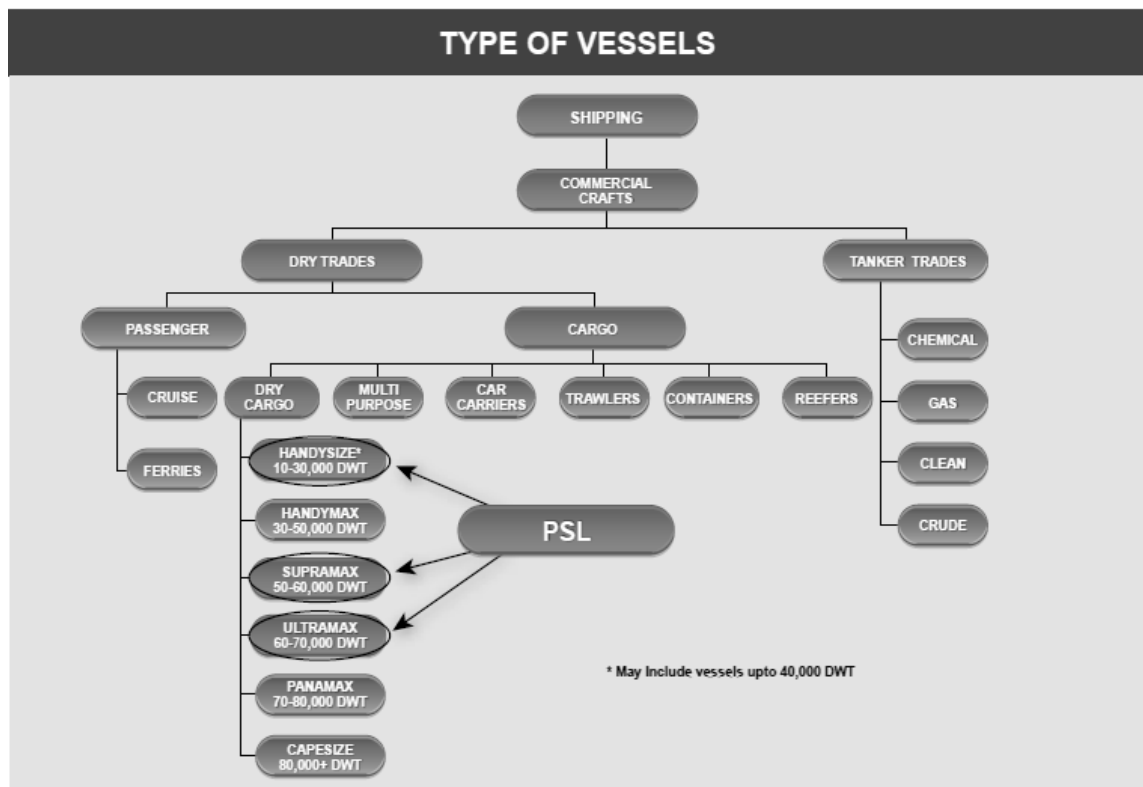 TYPE OF VESSELS
SHIPPING
COMMERCIAL
CRAFTS
DRY TRADES
TANKER TRADES
PASSENGER
CARGO
CHEMICAL
CRUISE
DRY
CARGO
MULTI
PURPOSE
CAR
CARRIERS
TRAWLERS
CONTAINERS
REEFERS
GAS
FERRIES
HANDYSIZE*
10-30,000 DWT
CLEAN
HANDYMAX
30-50,000 DWT
PSL
CRUDE
SUPRAMAX
50-60,000 DWT
ULTRAMAX
60-70,000 DWT
* May Include vessels upto 40,000 DWT
PANAMAX
70-80,000 DWT
CAPESIZE
80,000+ DWT